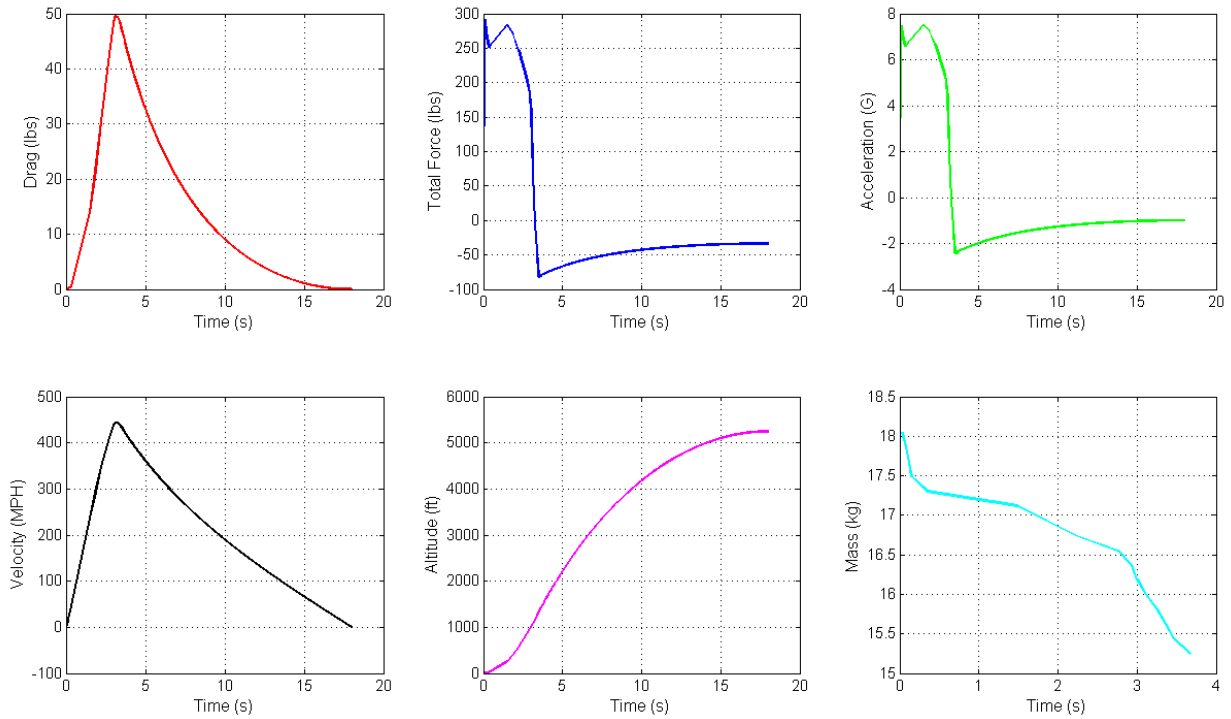 50
40
30
20
10
0
Drag (lbs)
0 5 10 15 20
Time (s)
300
250
200
150
100
50
0
-50
-100
Total Force (lbs)
0 5 10 15 20
Time (s)
8
6
4
2
0
-2
-4
Acceleration (G)
0 5 10 15 20
Time (s)
500
400
300
200
100
0
-100
Velocity (MPH)
0 5 10 15 20
Time (s)
6000
5000
4000
3000
2000
1000
0
Altitude (ft)
0 5 10 15 20
Time (s)
18.5
18
17.5
17
16.5
16
15.5
15
Mass (kg)
0 1 2 3 4
Time (s)